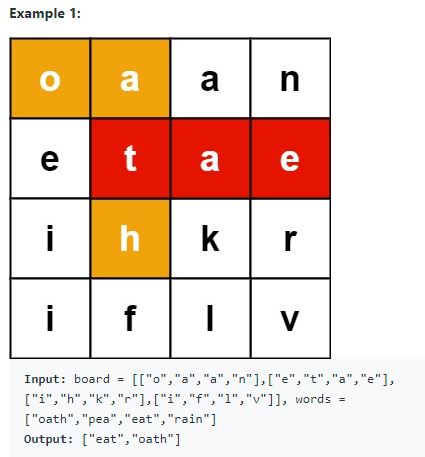 Example 1:
o a a n
e t a e
i h k r
i f l v
Input: board = [["o","a","a","n"],["e","t","a","e"],
["i","h","k","r"],["i","f","l","v"]], words =
["oath","pea","eat","rain"]
Output: ["eat","oath"]